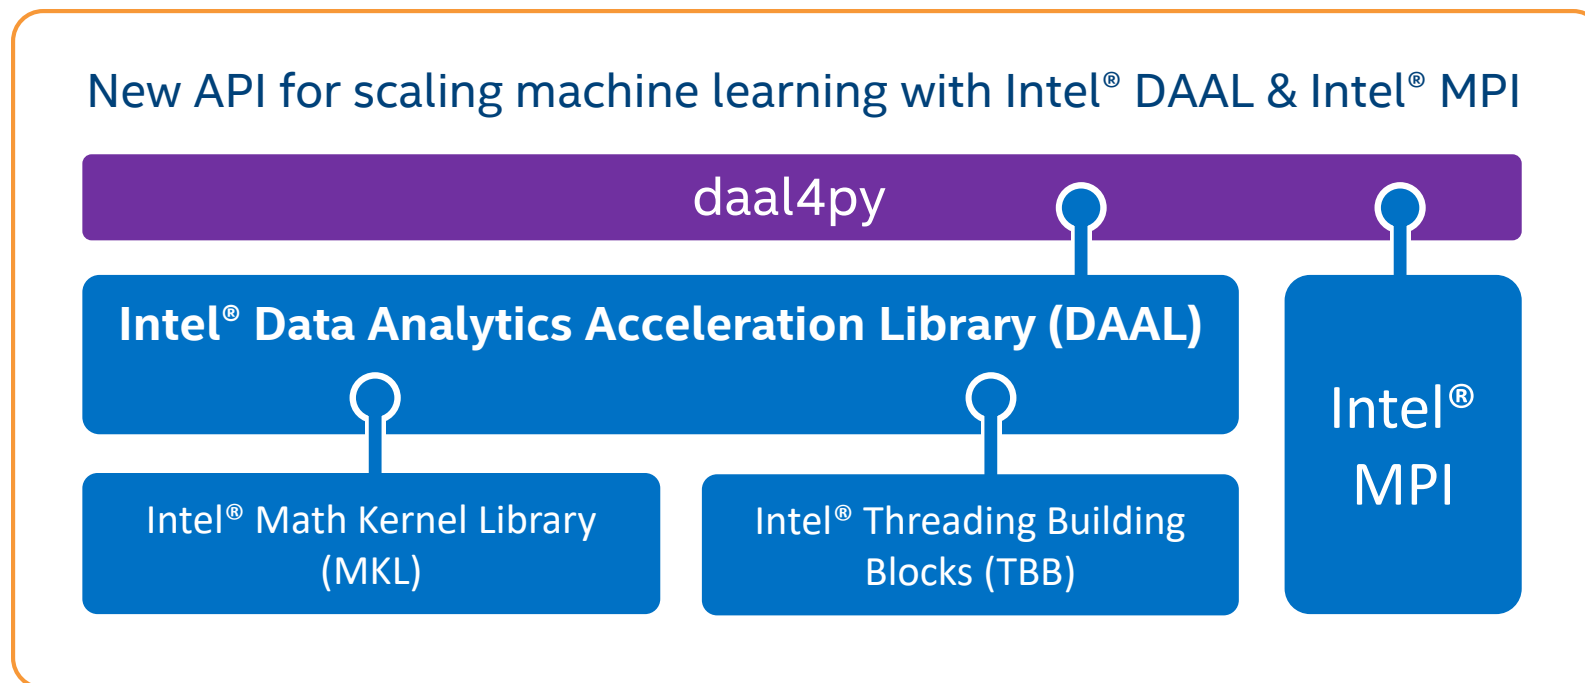 New API for scaling machine learning with Intel® DAAL & Intel® MPI
daal4py
Intel® Data Analytics Acceleration Library (DAAL)
Intel® Math Kernel Library
(MKL)
Intel® Threading Building
Blocks (TBB)
Intel®
MPI